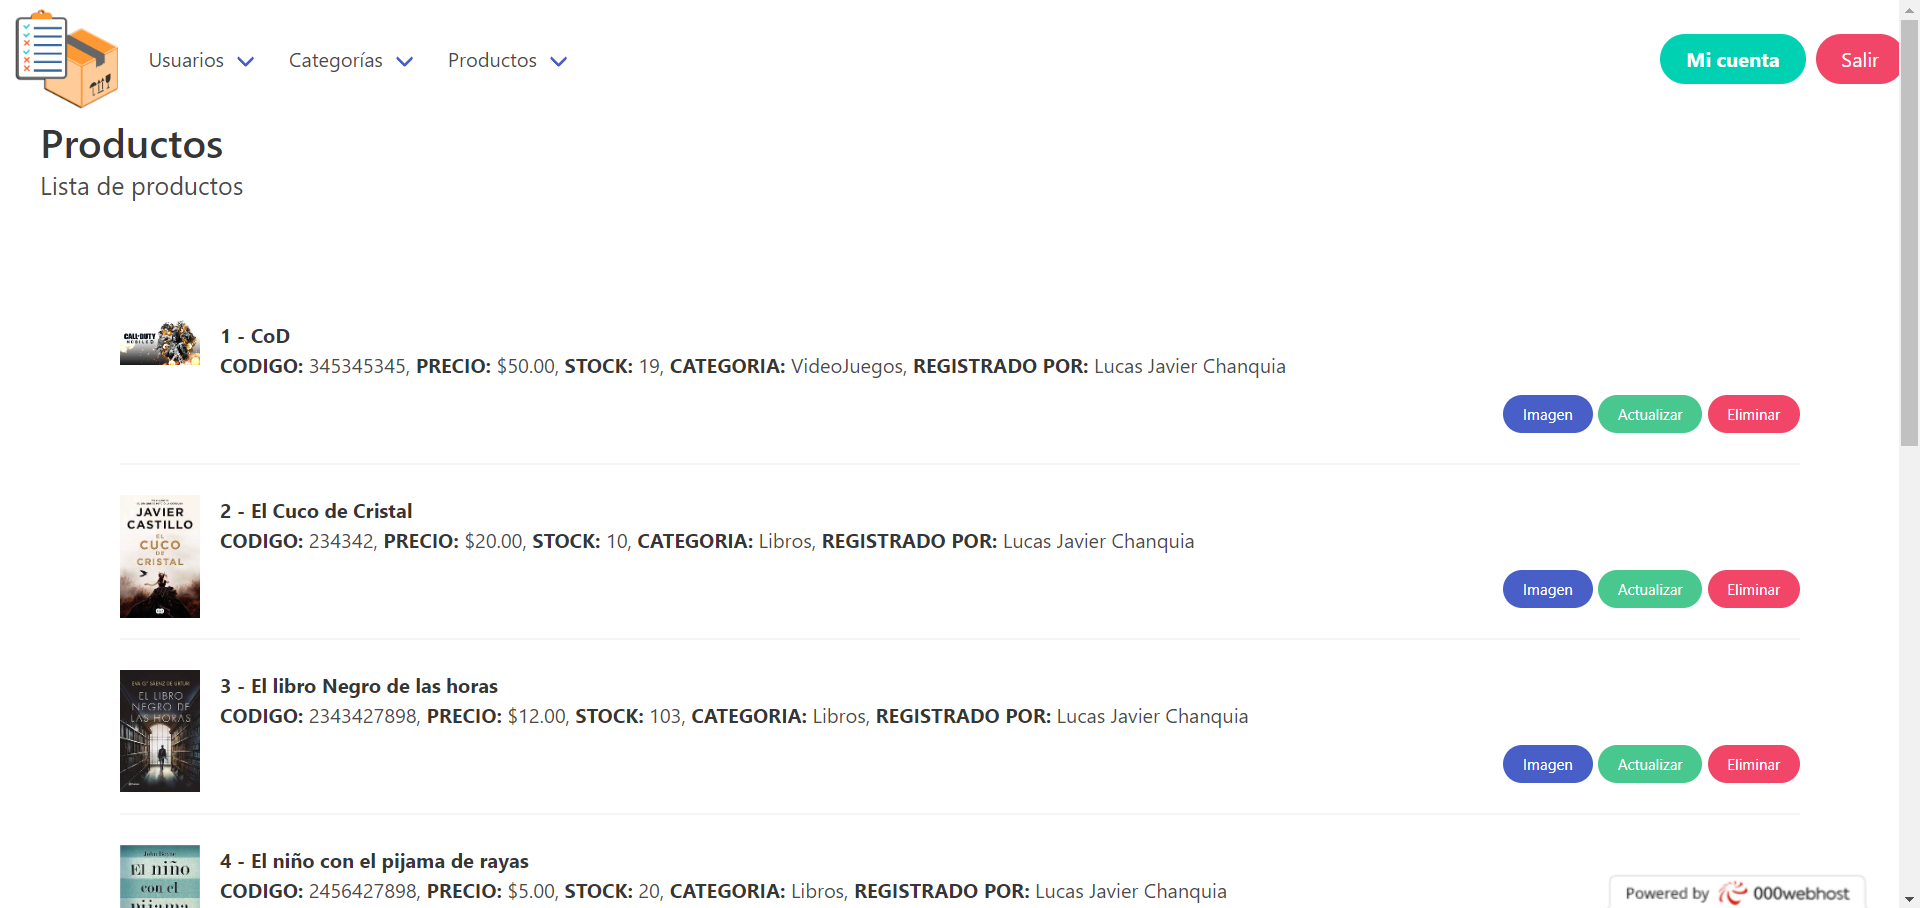 Usuarios Categorías Productos Mi cuenta Salir
Productos
Lista de productos
CALL·DUTY
MOBILE
1 - CoD
CODIGO: 345345345, PRECIO: $50.00, STOCK: 19, CATEGORIA: VideoJuegos, REGISTRADO POR: Lucas Javier Chanquia
Imagen Actualizar Eliminar
JAVIER
CASTILLO
EL
CUCO
DE
CRISTAL
2 - El Cuco de Cristal
CODIGO: 234342, PRECIO: $20.00, STOCK: 10, CATEGORIA: Libros, REGISTRADO POR: Lucas Javier Chanquia
Imagen Actualizar Eliminar
EL LIBRO
NEGRO DE
LAS HORAS
3 - El libro Negro de las horas
CODIGO: 2343427898, PRECIO: $12.00, STOCK: 103, CATEGORIA: Libros, REGISTRADO POR: Lucas Javier Chanquia
Imagen Actualizar Eliminar
John Boyne
El niño
con el
pijama
4 - El niño con el pijama de rayas
CODIGO: 2456427898, PRECIO: $5.00, STOCK: 20, CATEGORIA: Libros, REGISTRADO POR: Lucas Javier Chanquia
Powered by 000webhost